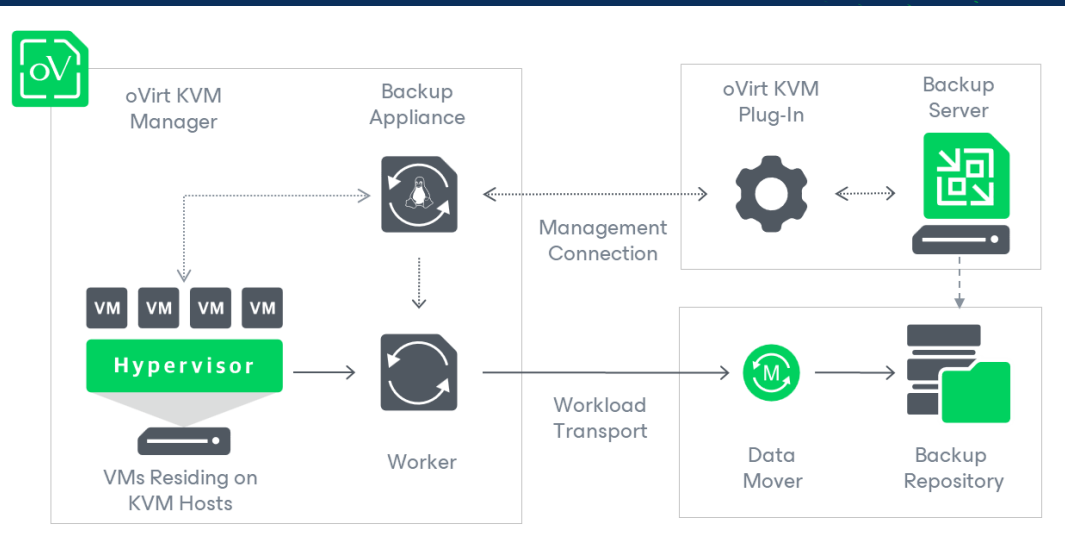 oV
oVirt KVM
Manager
Backup
Appliance
oVirt KVM
Plug-In
Backup
Server
Management
Connection
VM VM VM VM
Hypervisor
VMs Residing on
KVM Hosts
Worker
Workload
Transport
M
Data
Mover
Backup
Repository